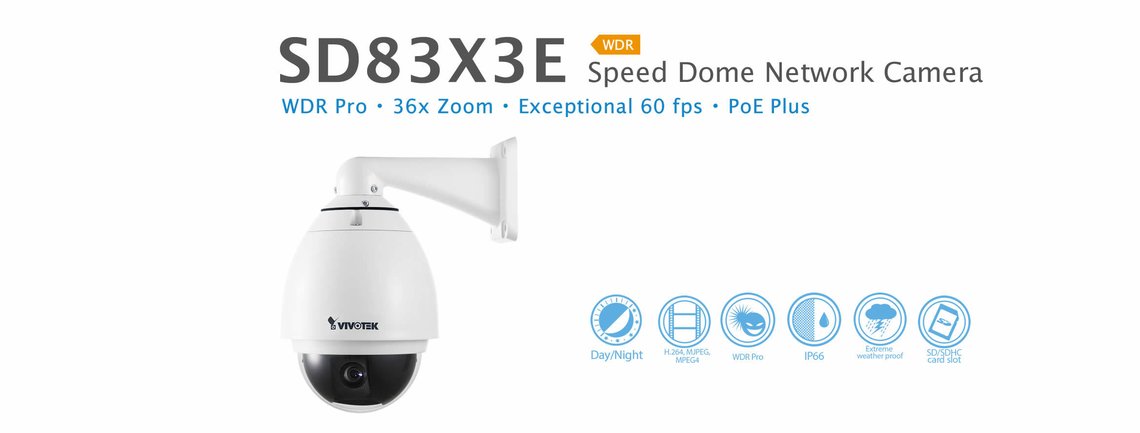 SD83X3E
WDR
Speed Dome Network Camera
WDR Pro • 36x Zoom • Exceptional 60 fps • PoE Plus
VIVOTEK
Day/Night
H.264, MJPEG,
MPEG4
WDR Pro
IP66
Extreme
weather proof
SD/SDHC
card slot